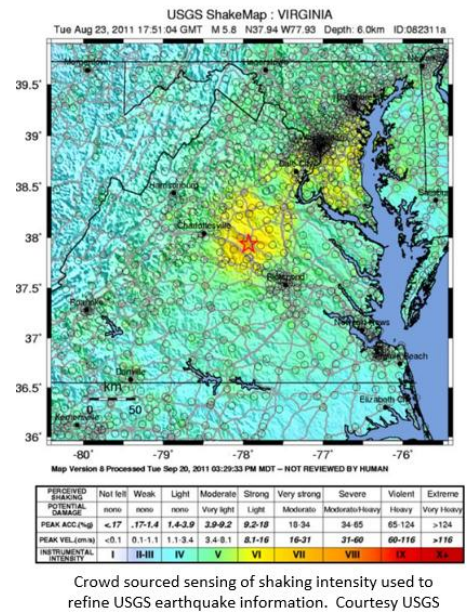 USGS ShakeMap : VIRGINIA
Tue Aug 23, 2011 17:51:04 GMT M 5.8 N37.94 W77.93 Depth: 6.0km ID:082311a
39.5°
39°
38.5°
38°
37.5°
37°
36.5°
36°
Harrisonburg
Charlottesville
Richmond
Roanoke
Danville
Elizabeth
km
0 50
-80° -79° -78° -77° -76°
Map Version 8 Processed Tue Sep 20, 2011 03:29:33 PM MDT -- NOT REVIEWED BY HUMAN
PERCEIVED SHAKING Not felt Weak Light Moderate Strong Very strong Severe Violent Extreme
POTENTIAL DAMAGE none none none Very light Light Moderate Moderate/Heavy Heavy Very Heavy
PEAK ACC.(%g) <.17 .17-1.4 1.4-3.9 3.9-9.2 9.2-18 18-34 34-65 65-124 >124
PEAK VEL.(cm/s) <0.1 0.1-1.1 1.1-3.4 3.4-8.1 8.1-16 16-31 31-60 60-116 >116
INSTRUMENTAL INTENSITY I II-III IV V VI VII VIII IX X+
Crowd sourced sensing of shaking intensity used to
refine USGS earthquake information. Courtesy USGS